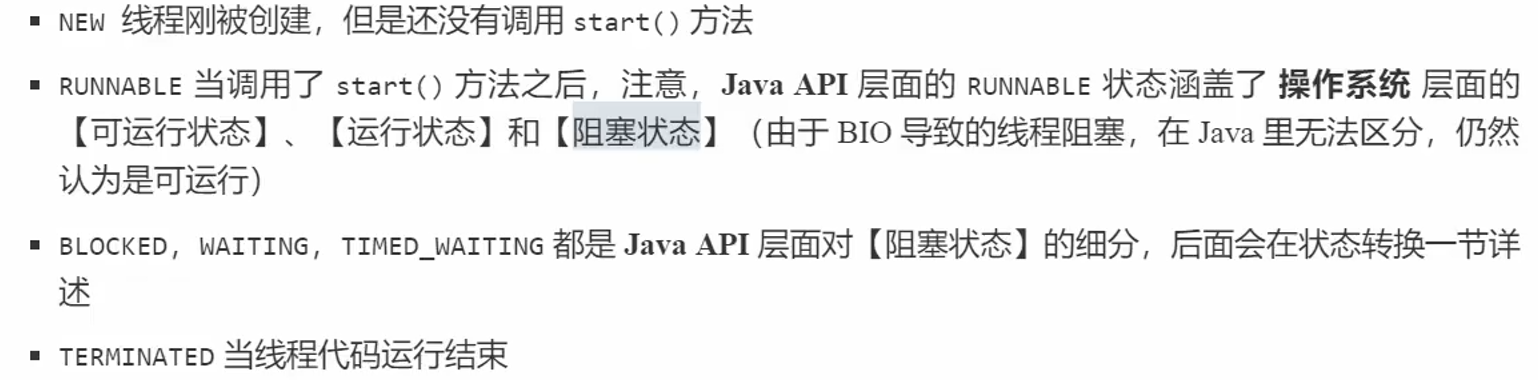 ▪ NEW 线程刚被创建，但是还没有调用 start() 方法
▪ RUNNABLE 当调用了 start() 方法之后，注意，Java API 层面的 RUNNABLE 状态涵盖了 操作系统 层面的
【可运行状态】、【运行状态】和【阻塞状态】（由于 BIO 导致的线程阻塞，在 Java 里无法区分，仍然
认为是可运行）
▪ BLOCKED，WAITING，TIMED_WAITING 都是 Java API 层面对【阻塞状态】的细分，后面会在状态转换一节详
述
▪ TERMINATED 当线程代码运行结束